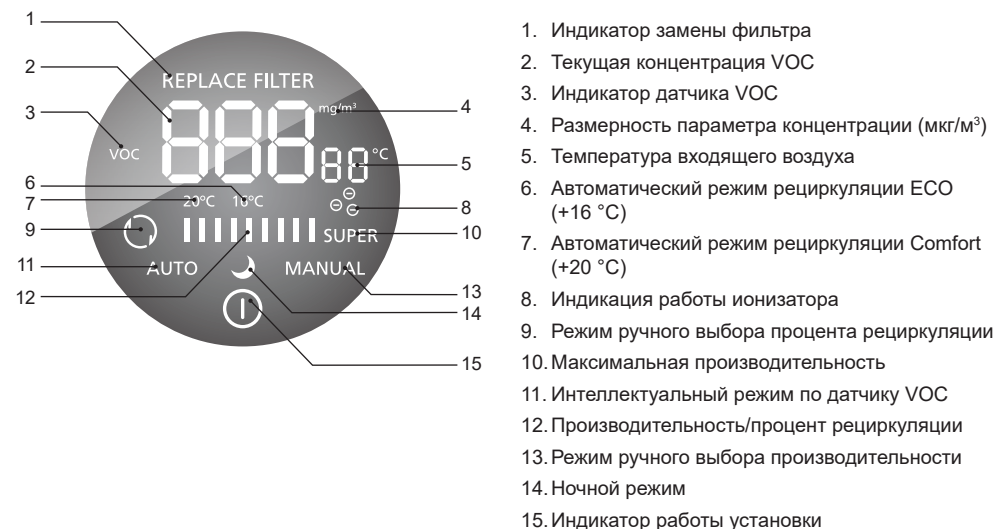 1
REPLACE FILTER
2
888
mg/m³
4
3
VOC
88 °C
5
6
7
20°C 16°C
8
9
SUPER
10
11
AUTO
MANUAL
12
13
14
15
1. Индикатор замены фильтра
2. Текущая концентрация VOC
3. Индикатор датчика VOC
4. Размерность параметра концентрации (мкг/м³)
5. Температура входящего воздуха
6. Автоматический режим рециркуляции ECO
(+16 °C)
7. Автоматический режим рециркуляции Comfort
(+20 °C)
8. Индикация работы ионизатора
9. Режим ручного выбора процента рециркуляции
10. Максимальная производительность
11. Интеллектуальный режим по датчику VOC
12. Производительность/процент рециркуляции
13. Режим ручного выбора производительности
14. Ночной режим
15. Индикатор работы установки